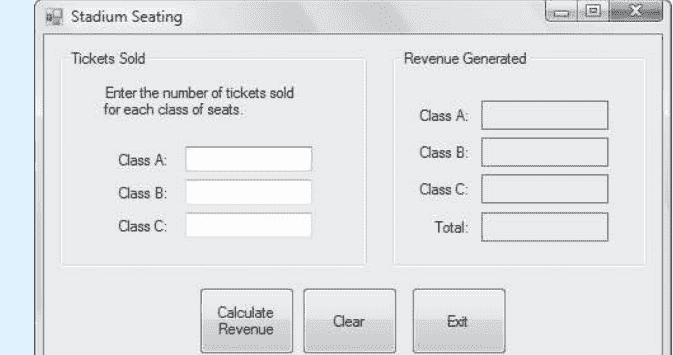 Stadium Seating
Tickets Sold
Enter the number of tickets sold
for each class of seats.
Class A:
Class B:
Class C:
Revenue Generated
Class A:
Class B:
Class C:
Total:
Calculate
Revenue
Clear
Exit